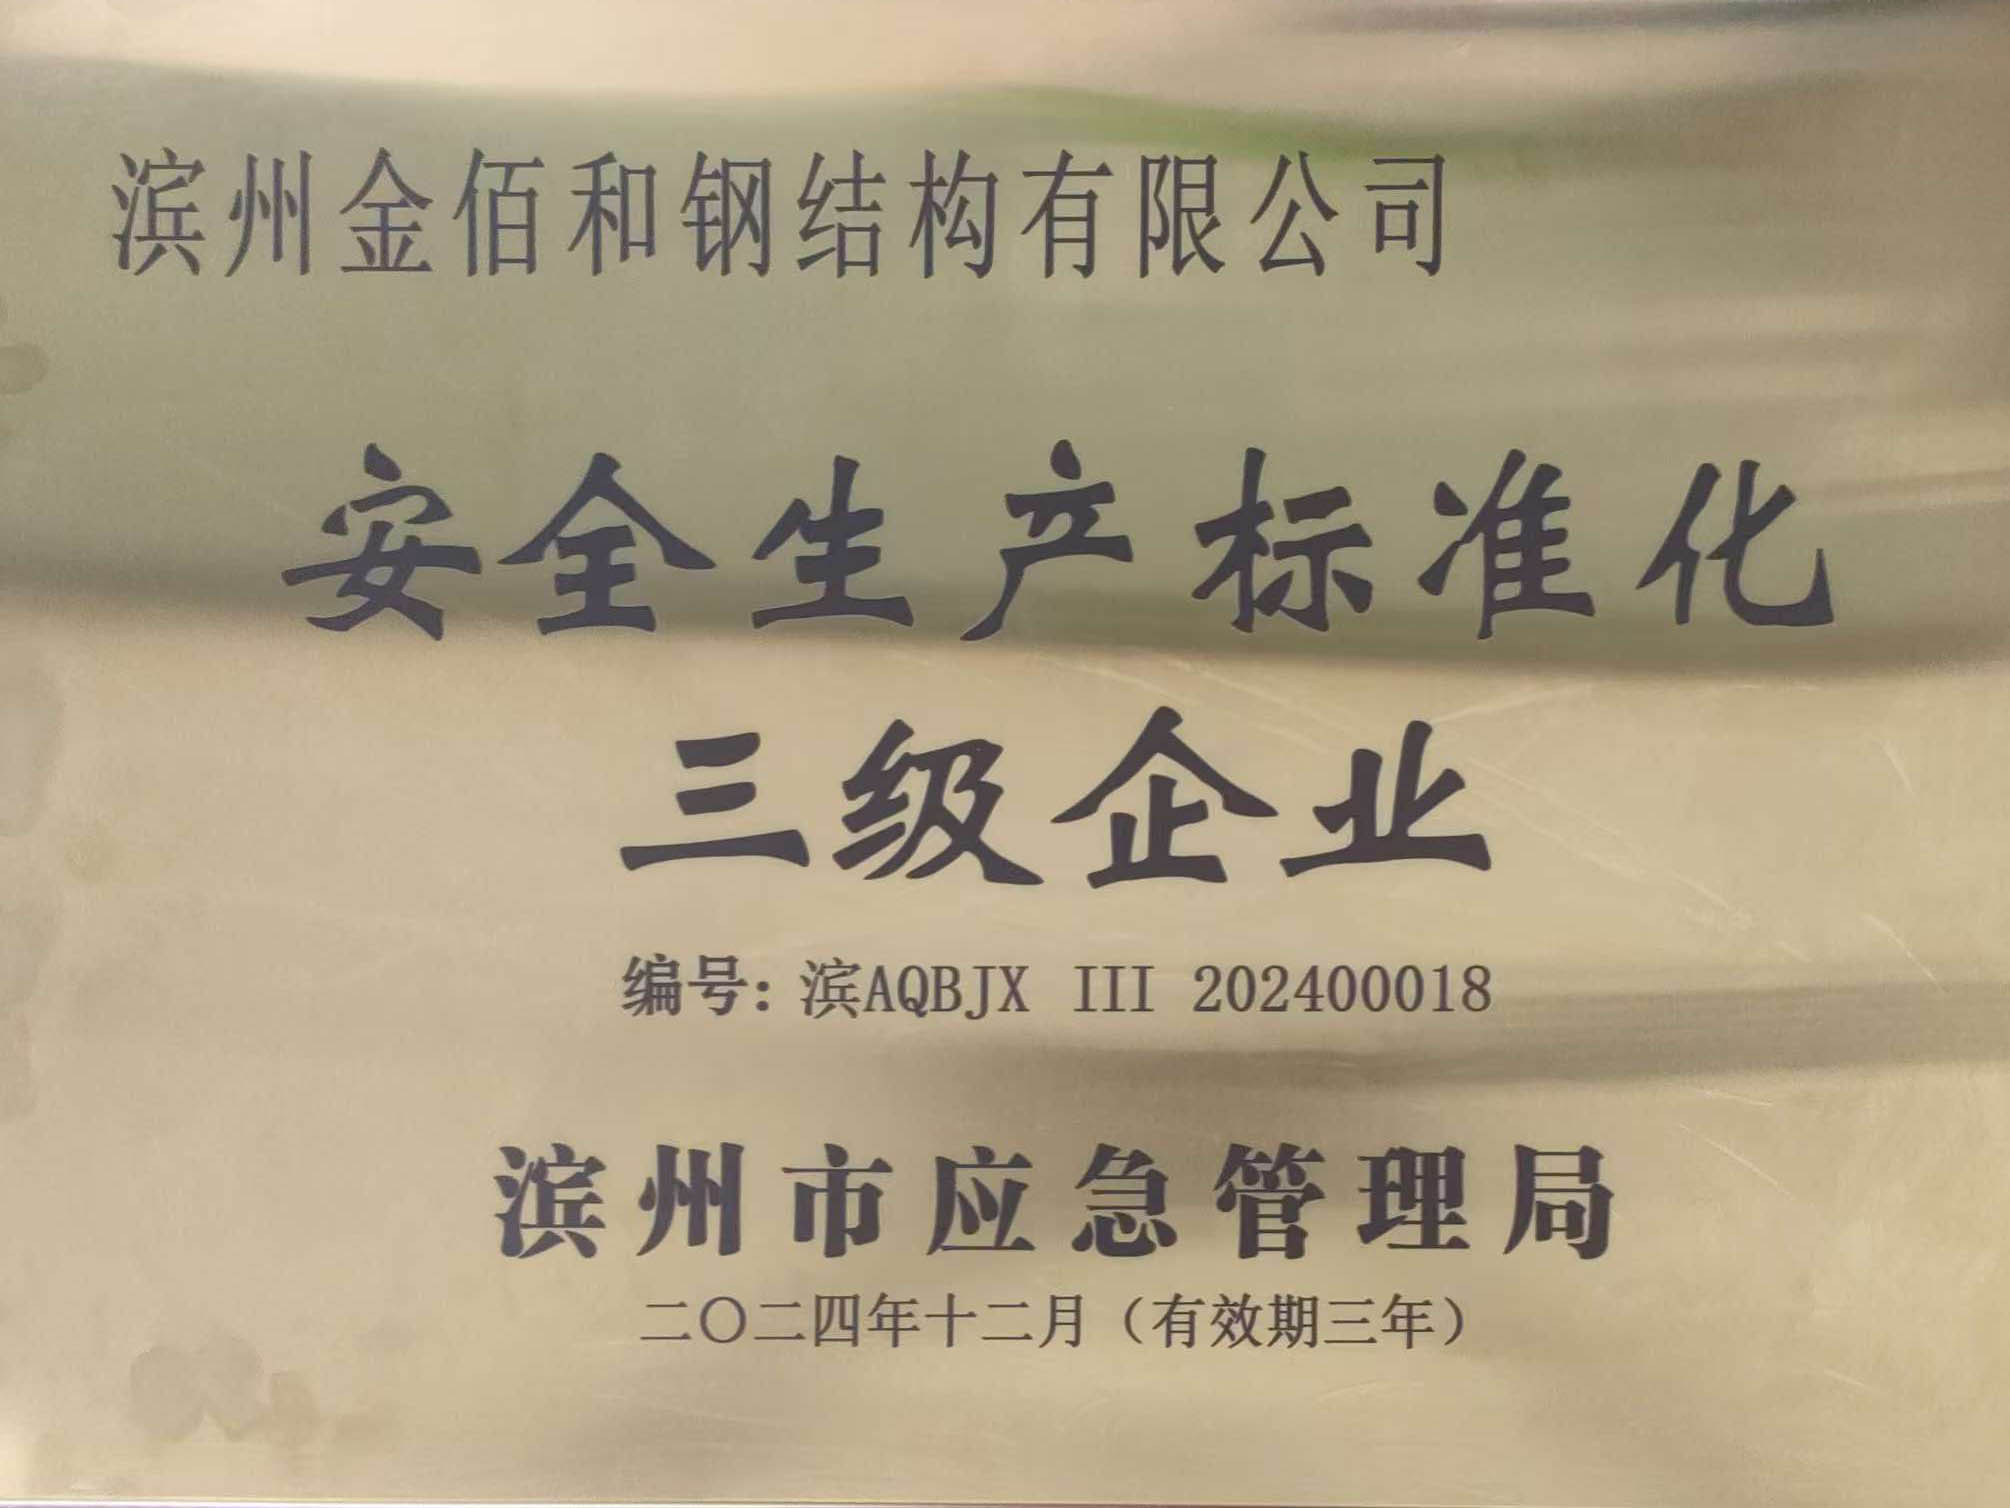 滨州金佰和钢结构有限公司
安全生产标准化
三级企业
编号：滨AQBJX III 202400018
滨州市应急管理局
二〇二四年十二月（有效期三年）